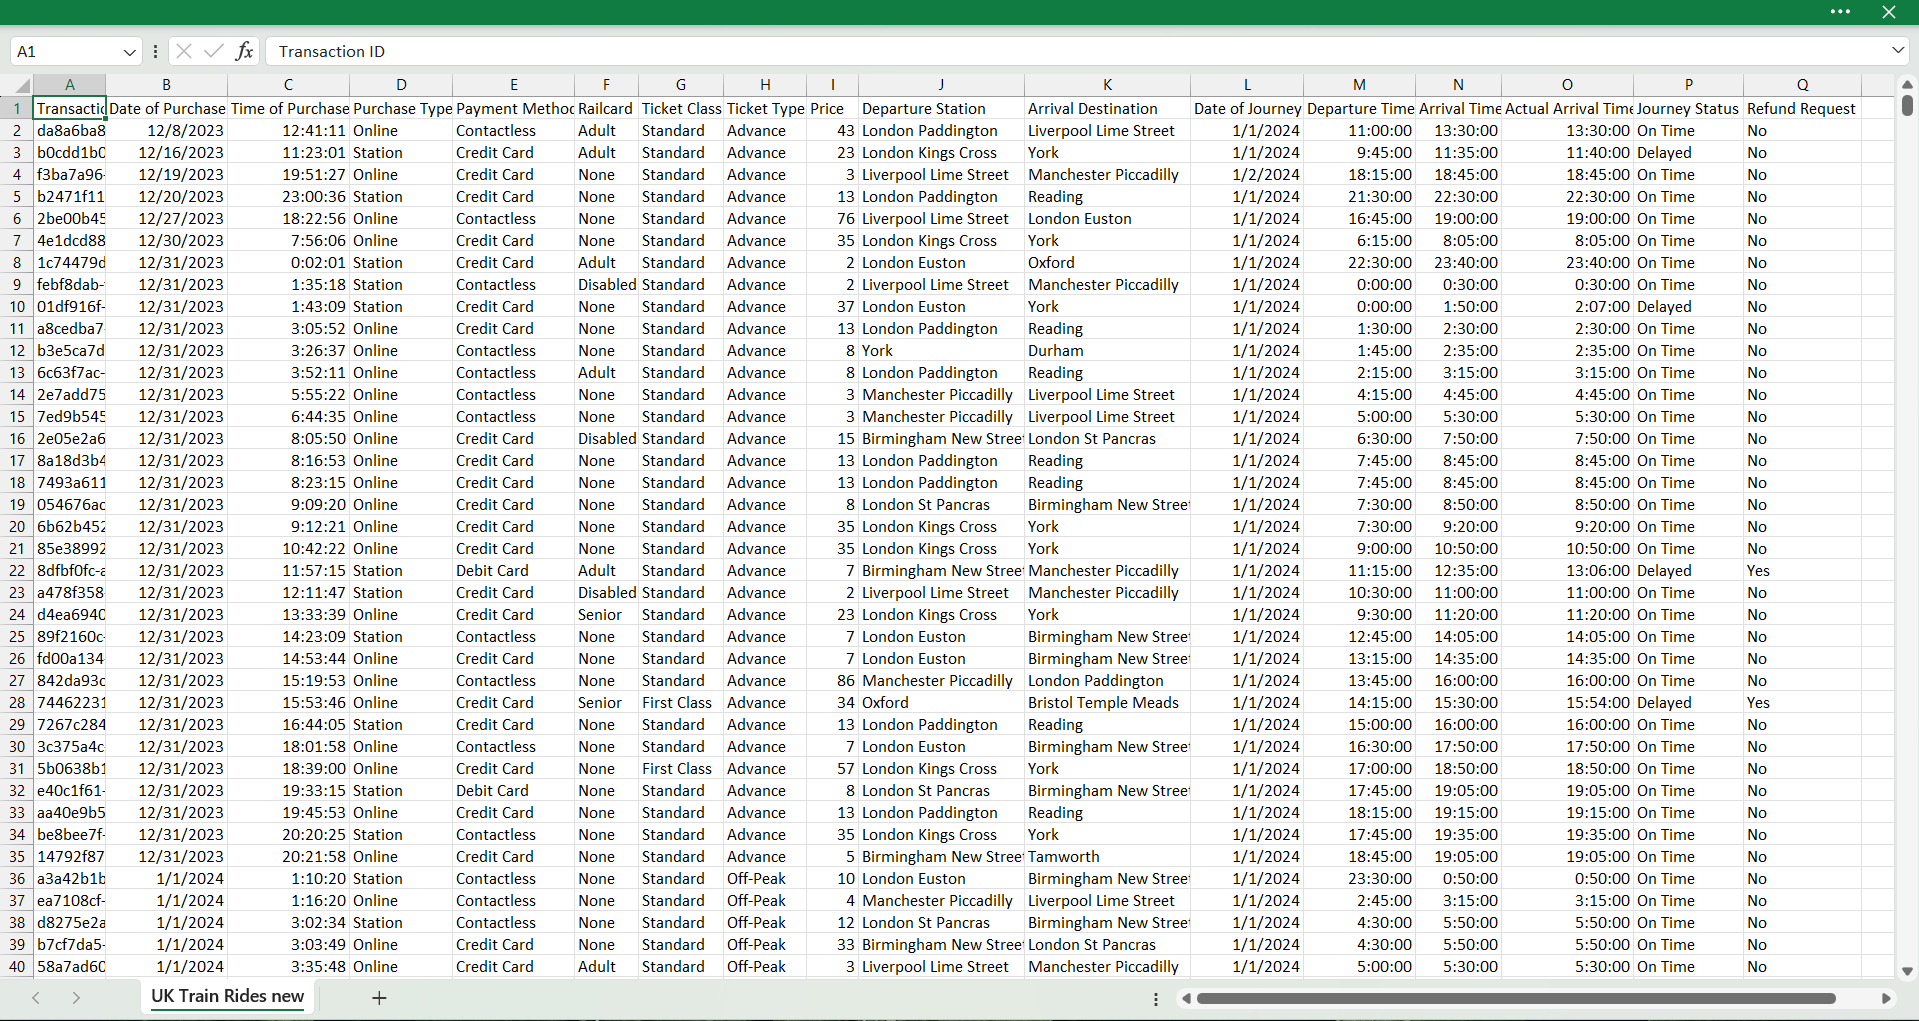 A1 fx Transaction ID
A B C D E F G H I J K L M N O P Q
1 Transactic Date of Purchase Time of Purchase Purchase Type Payment Methoc Railcard Ticket Class Ticket Type Price Departure Station Arrival Destination Date of Journey Departure Time Arrival Time Actual Arrival Time Journey Status Refund Request
2 da8a6ba8 12/8/2023 12:41:11 Online Contactless Adult Standard Advance 43 London Paddington Liverpool Lime Street 1/1/2024 11:00:00 13:30:00 13:30:00 On Time No
3 b0cdd1b0 12/16/2023 11:23:01 Station Credit Card Adult Standard Advance 23 London Kings Cross York 1/1/2024 9:45:00 11:35:00 11:40:00 Delayed No
4 f3ba7a96- 12/19/2023 19:51:27 Online Credit Card None Standard Advance 3 Liverpool Lime Street Manchester Piccadilly 1/2/2024 18:15:00 18:45:00 18:45:00 On Time No
5 b2471f11 12/20/2023 23:00:36 Station Credit Card None Standard Advance 13 London Paddington Reading 1/1/2024 21:30:00 22:30:00 22:30:00 On Time No
6 2be00b45 12/27/2023 18:22:56 Online Contactless None Standard Advance 76 Liverpool Lime Street London Euston 1/1/2024 16:45:00 19:00:00 19:00:00 On Time No
7 4e1dcd88 12/30/2023 7:56:06 Online Credit Card None Standard Advance 35 London Kings Cross York 1/1/2024 6:15:00 8:05:00 8:05:00 On Time No
8 1c74479d 12/31/2023 0:02:01 Station Credit Card Adult Standard Advance 2 London Euston Oxford 1/1/2024 22:30:00 23:40:00 23:40:00 On Time No
9 febf8dab- 12/31/2023 1:35:18 Station Contactless Disabled Standard Advance 2 Liverpool Lime Street Manchester Piccadilly 1/1/2024 0:00:00 0:30:00 0:30:00 On Time No
10 01df916f- 12/31/2023 1:43:09 Station Credit Card None Standard Advance 37 London Euston York 1/1/2024 0:00:00 1:50:00 2:07:00 Delayed No
11 a8cedba7 12/31/2023 3:05:52 Online Credit Card None Standard Advance 13 London Paddington Reading 1/1/2024 1:30:00 2:30:00 2:30:00 On Time No
12 b3e5ca7d 12/31/2023 3:26:37 Online Contactless None Standard Advance 8 York Durham 1/1/2024 1:45:00 2:35:00 2:35:00 On Time No
13 6c63f7ac- 12/31/2023 3:52:11 Online Contactless Adult Standard Advance 8 London Paddington Reading 1/1/2024 2:15:00 3:15:00 3:15:00 On Time No
14 2e7add75 12/31/2023 5:55:22 Online Contactless None Standard Advance 3 Manchester Piccadilly Liverpool Lime Street 1/1/2024 4:15:00 4:45:00 4:45:00 On Time No
15 7ed9b545 12/31/2023 6:44:35 Online Contactless None Standard Advance 3 Manchester Piccadilly Liverpool Lime Street 1/1/2024 5:00:00 5:30:00 5:30:00 On Time No
16 2e05e2a6 12/31/2023 8:05:50 Online Credit Card Disabled Standard Advance 15 Birmingham New Stree London St Pancras 1/1/2024 6:30:00 7:50:00 7:50:00 On Time No
17 8a18d3b4 12/31/2023 8:16:53 Online Credit Card None Standard Advance 13 London Paddington Reading 1/1/2024 7:45:00 8:45:00 8:45:00 On Time No
18 7493a611 12/31/2023 8:23:15 Online Credit Card None Standard Advance 13 London Paddington Reading 1/1/2024 7:45:00 8:45:00 8:45:00 On Time No
19 054676ac 12/31/2023 9:09:20 Online Credit Card None Standard Advance 8 London St Pancras Birmingham New Street 1/1/2024 7:30:00 8:50:00 8:50:00 On Time No
20 6b62b452 12/31/2023 9:12:21 Online Credit Card None Standard Advance 35 London Kings Cross York 1/1/2024 7:30:00 9:20:00 9:20:00 On Time No
21 85e38992 12/31/2023 10:42:22 Online Credit Card None Standard Advance 35 London Kings Cross York 1/1/2024 9:00:00 10:50:00 10:50:00 On Time No
22 8dfbf0fc-a 12/31/2023 11:57:15 Station Debit Card Adult Standard Advance 7 Birmingham New Stree Manchester Piccadilly 1/1/2024 11:15:00 12:35:00 13:06:00 Delayed Yes
23 a478f358 12/31/2023 12:11:47 Station Credit Card Disabled Standard Advance 2 Liverpool Lime Street Manchester Piccadilly 1/1/2024 10:30:00 11:00:00 11:00:00 On Time No
24 d4ea6940 12/31/2023 13:33:39 Online Credit Card Senior Standard Advance 23 London Kings Cross York 1/1/2024 9:30:00 11:20:00 11:20:00 On Time No
25 89f2160c- 12/31/2023 14:23:09 Station Contactless None Standard Advance 7 London Euston Birmingham New Street 1/1/2024 12:45:00 14:05:00 14:05:00 On Time No
26 fd00a134 12/31/2023 14:53:44 Online Credit Card None Standard Advance 7 London Euston Birmingham New Street 1/1/2024 13:15:00 14:35:00 14:35:00 On Time No
27 842da93c 12/31/2023 15:19:53 Online Contactless None Standard Advance 86 Manchester Piccadilly London Paddington 1/1/2024 13:45:00 16:00:00 16:00:00 On Time No
28 74462231 12/31/2023 15:53:46 Online Credit Card Senior First Class Advance 34 Oxford Bristol Temple Meads 1/1/2024 14:15:00 15:30:00 15:54:00 Delayed Yes
29 7267c284 12/31/2023 16:44:05 Station Credit Card None Standard Advance 13 London Paddington Reading 1/1/2024 15:00:00 16:00:00 16:00:00 On Time No
30 3c375a4c 12/31/2023 18:01:58 Online Contactless None Standard Advance 7 London Euston Birmingham New Street 1/1/2024 16:30:00 17:50:00 17:50:00 On Time No
31 5b0638b1 12/31/2023 18:39:00 Online Credit Card None First Class Advance 57 London Kings Cross York 1/1/2024 17:00:00 18:50:00 18:50:00 On Time No
32 e40c1f61- 12/31/2023 19:33:15 Station Debit Card None Standard Advance 8 London St Pancras Birmingham New Street 1/1/2024 17:45:00 19:05:00 19:05:00 On Time No
33 aa40e9b5 12/31/2023 19:45:53 Online Credit Card None Standard Advance 13 London Paddington Reading 1/1/2024 18:15:00 19:15:00 19:15:00 On Time No
34 be8bee7f- 12/31/2023 20:20:25 Station Contactless None Standard Advance 35 London Kings Cross York 1/1/2024 17:45:00 19:35:00 19:35:00 On Time No
35 14792f87 12/31/2023 20:21:58 Online Credit Card None Standard Advance 5 Birmingham New Stree Tamworth 1/1/2024 18:45:00 19:05:00 19:05:00 On Time No
36 a3a42b1b 1/1/2024 1:10:20 Station Contactless None Standard Off-Peak 10 London Euston Birmingham New Street 1/1/2024 23:30:00 0:50:00 0:50:00 On Time No
37 ea7108cf- 1/1/2024 1:16:20 Online Contactless None Standard Off-Peak 4 Manchester Piccadilly Liverpool Lime Street 1/1/2024 2:45:00 3:15:00 3:15:00 On Time No
38 d8275e2a 1/1/2024 3:02:34 Station Contactless None Standard Off-Peak 12 London St Pancras Birmingham New Street 1/1/2024 4:30:00 5:50:00 5:50:00 On Time No
39 b7cf7da5- 1/1/2024 3:03:49 Online Credit Card None Standard Off-Peak 33 Birmingham New Stree London St Pancras 1/1/2024 4:30:00 5:50:00 5:50:00 On Time No
40 58a7ad60 1/1/2024 3:35:48 Online Credit Card Adult Standard Off-Peak 3 Liverpool Lime Street Manchester Piccadilly 1/1/2024 5:00:00 5:30:00 5:30:00 On Time No
UK Train Rides new